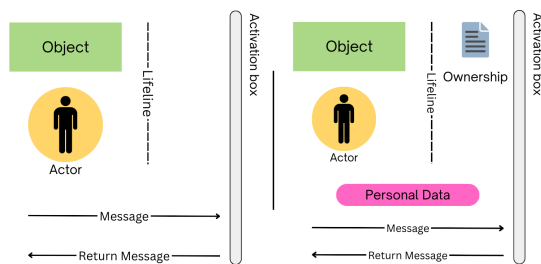 Object
Lifeline
Activation box
Actor
Message
Return Message
Object
Lifeline
Ownership
Activation box
Actor
Personal Data
Message
Return Message